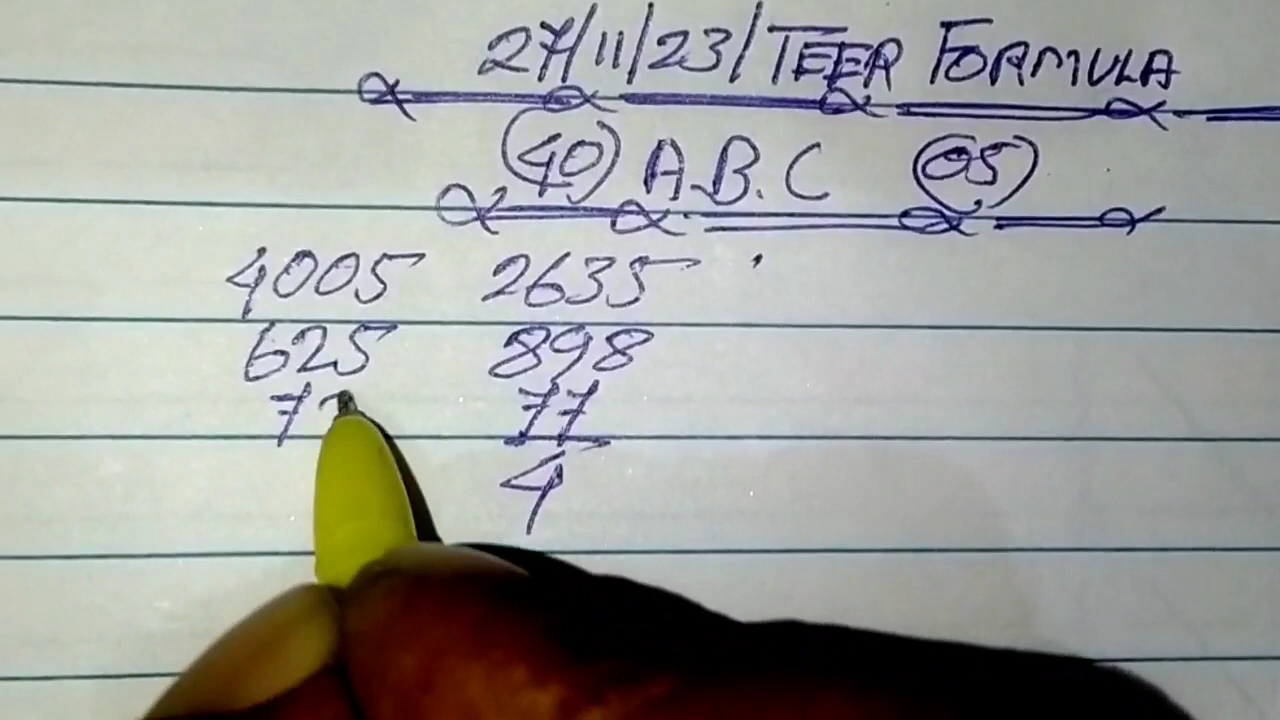 27/11/23/TEER FORMULA
(40) A.B.C (05)
4005 2635
625 898
7 77
4